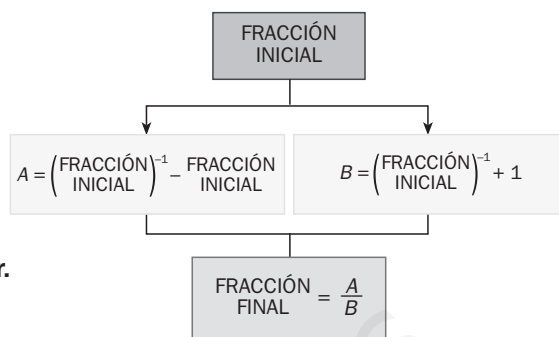 FRACCIÓN
INICIAL
A = (FRACCIÓN INICIAL)⁻¹ − FRACCIÓN INICIAL
B = (FRACCIÓN INICIAL)⁻¹ + 1
r.
FRACCIÓN FINAL = A/B